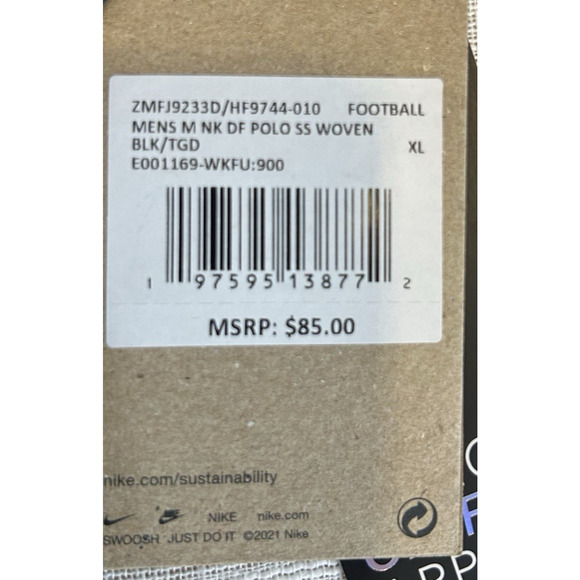 ZMFJ9233D/HF9744-010 FOOTBALL
MENS M NK DF POLO SS WOVEN
BLK/TGD XL
E001169-WKFU:900
1 97595 13877 2
MSRP: $85.00
nike.com/sustainability
NIKE nike.com
SWOOSH JUST DO IT ©2021 Nike